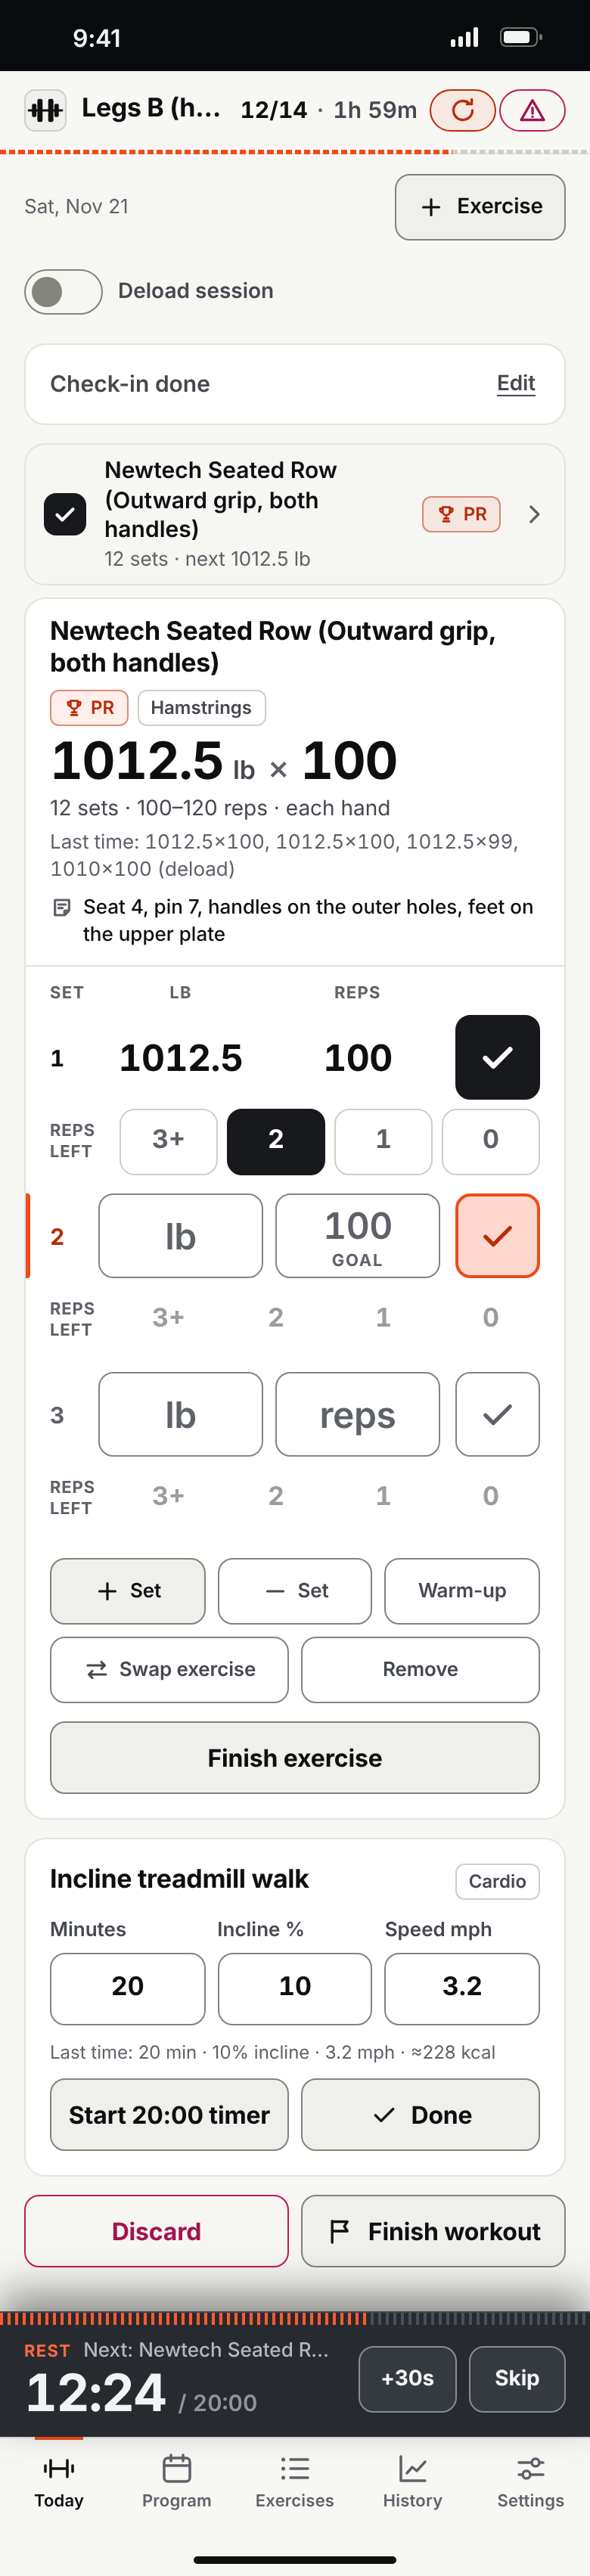 9:41
Legs B (h... 12/14 · 1h 59m
Sat, Nov 21
Exercise
Deload session
Check-in done
Edit
Newtech Seated Row
(Outward grip, both
handles)
12 sets · next 1012.5 lb
PR
Newtech Seated Row (Outward grip,
both handles)
PR Hamstrings
1012.5 lb × 100
12 sets · 100–120 reps · each hand
Last time: 1012.5×100, 1012.5×100, 1012.5×99,
1010×100 (deload)
Seat 4, pin 7, handles on the outer holes, feet on
the upper plate
SET LB REPS
1 1012.5 100
REPS
LEFT
3+ 2 1 0
2 lb 100
GOAL
REPS
LEFT
3+ 2 1 0
3 lb reps
REPS
LEFT
3+ 2 1 0
+ Set
− Set
Warm-up
Swap exercise
Remove
Finish exercise
Incline treadmill walk
Cardio
Minutes Incline % Speed mph
20 10 3.2
Last time: 20 min · 10% incline · 3.2 mph · ≈228 kcal
Start 20:00 timer
Done
Discard
Finish workout
REST Next: Newtech Seated R...
12:24 / 20:00
+30s
Skip
Today Program Exercises History Settings